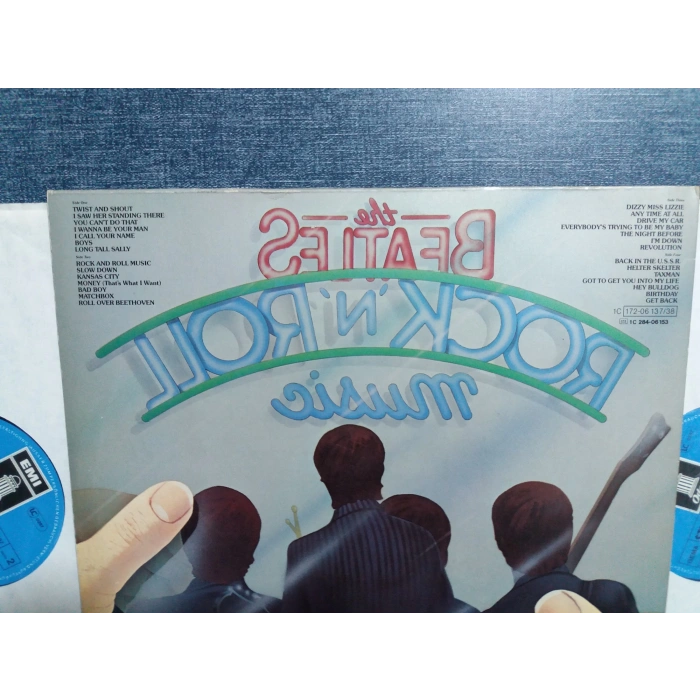 Side One
TWIST AND SHOUT
I SAW HER STANDING THERE
YOU CAN'T DO THAT
I WANNA BE YOUR MAN
I CALL YOUR NAME
BOYS
LONG TALL SALLY
Side Two
ROCK AND ROLL MUSIC
SLOW DOWN
KANSAS CITY
MONEY (That's What I Want)
BAD BOY
MATCHBOX
ROLL OVER BEETHOVEN
Side Three
DIZZY MISS LIZZIE
ANY TIME AT ALL
DRIVE MY CAR
EVERYBODY'S TRYING TO BE MY BABY
THE NIGHT BEFORE
I'M DOWN
REVOLUTION
Side Four
BACK IN THE U.S.S.R.
HELTER SKELTER
TAXMAN
GOT TO GET YOU INTO MY LIFE
HEY BULLDOG
BIRTHDAY
GET BACK
1C 172-06 137/38
1C 284-06 153
the
BEATLES
ROCK 'N' ROLL
music
EMI